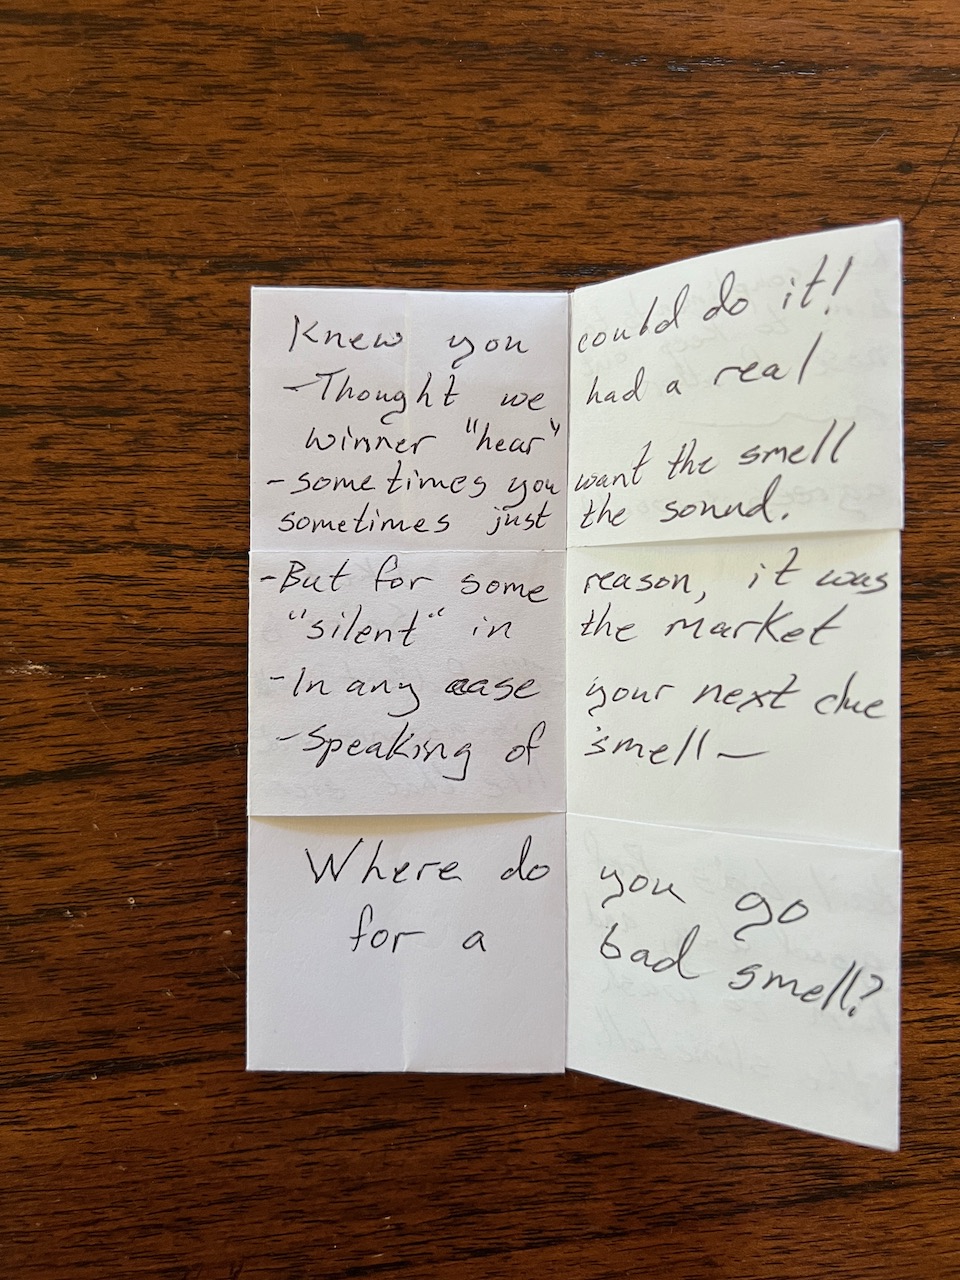 Knew you could do it!
-Thought we had a real
winner "hear"
-sometimes you want the smell
sometimes just the sound.
-But for some reason, it was
"silent" in the market
-In any case your next clue
-Speaking of smell—
Where do you go
for a bad smell?